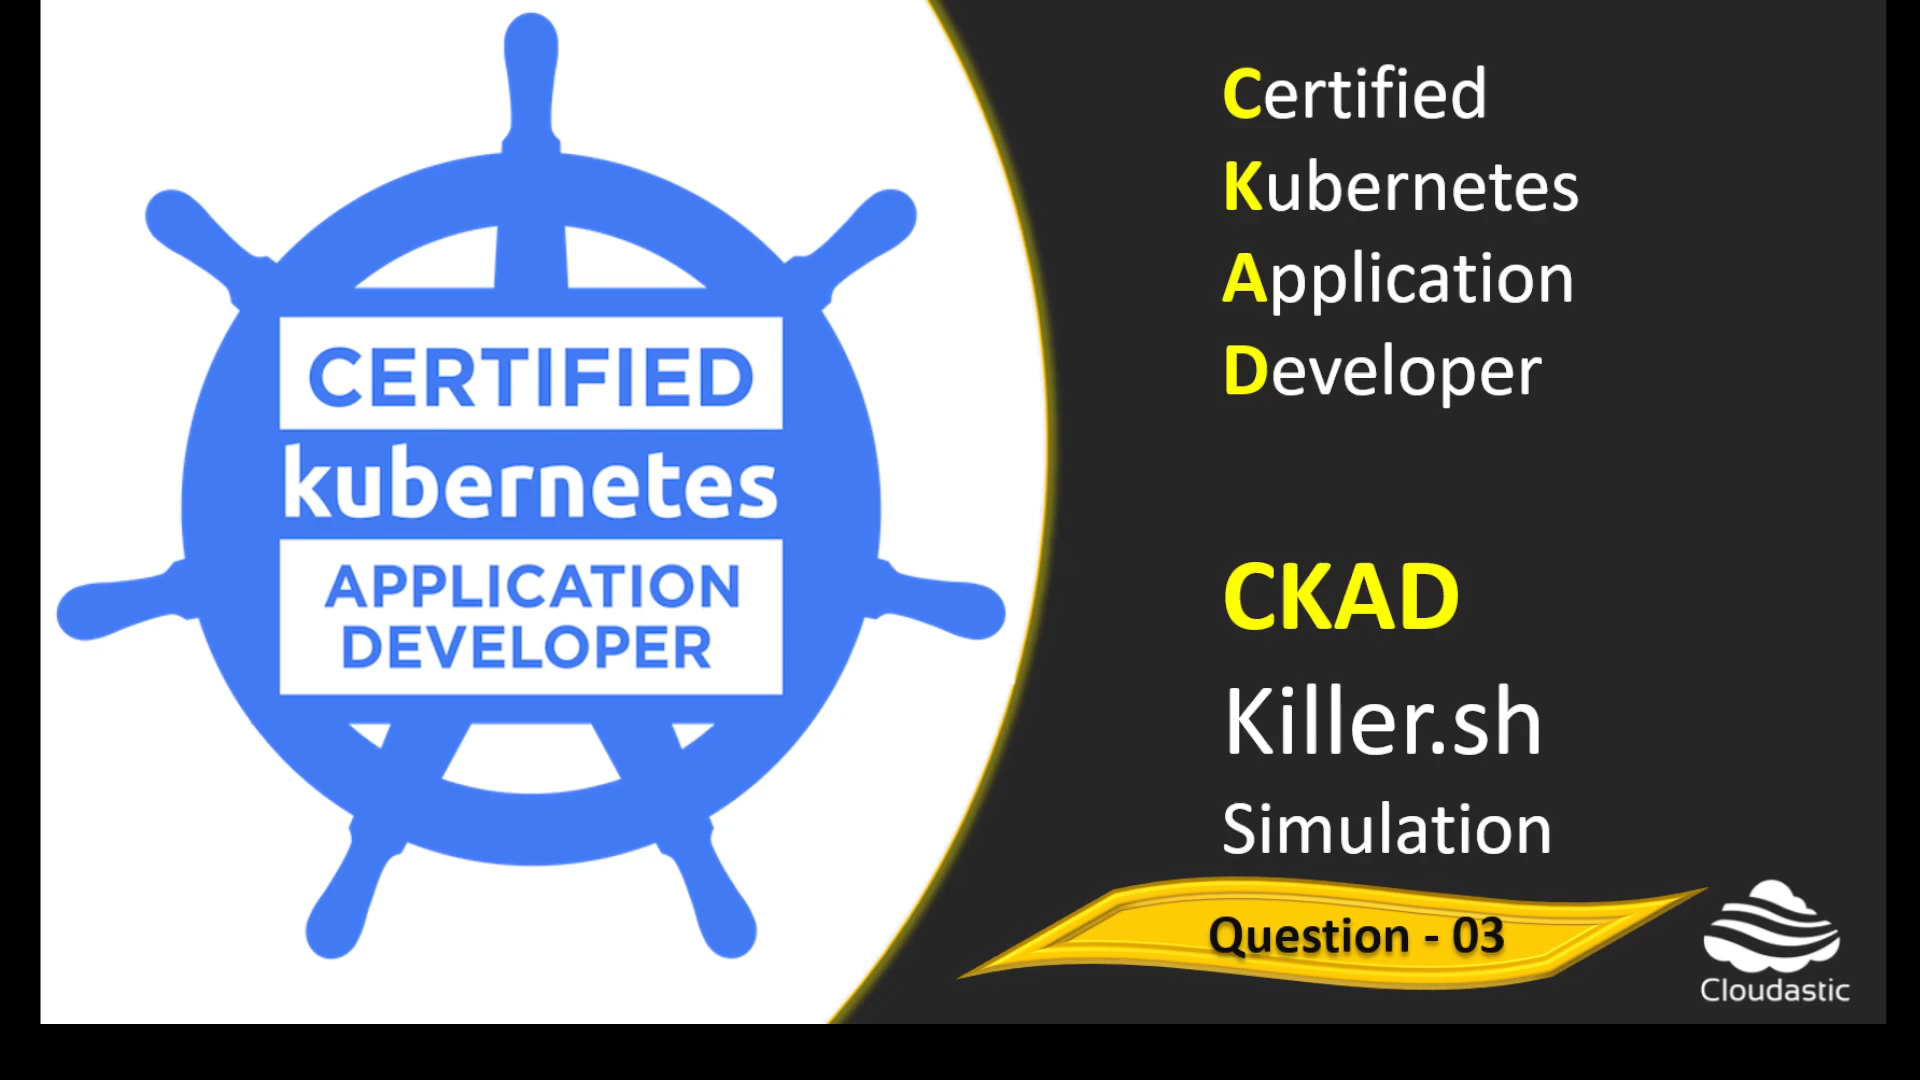 CERTIFIED
kubernetes
APPLICATION
DEVELOPER
Certified
Kubernetes
Application
Developer
CKAD
Killer.sh
Simulation
Question - 03
Cloudastic